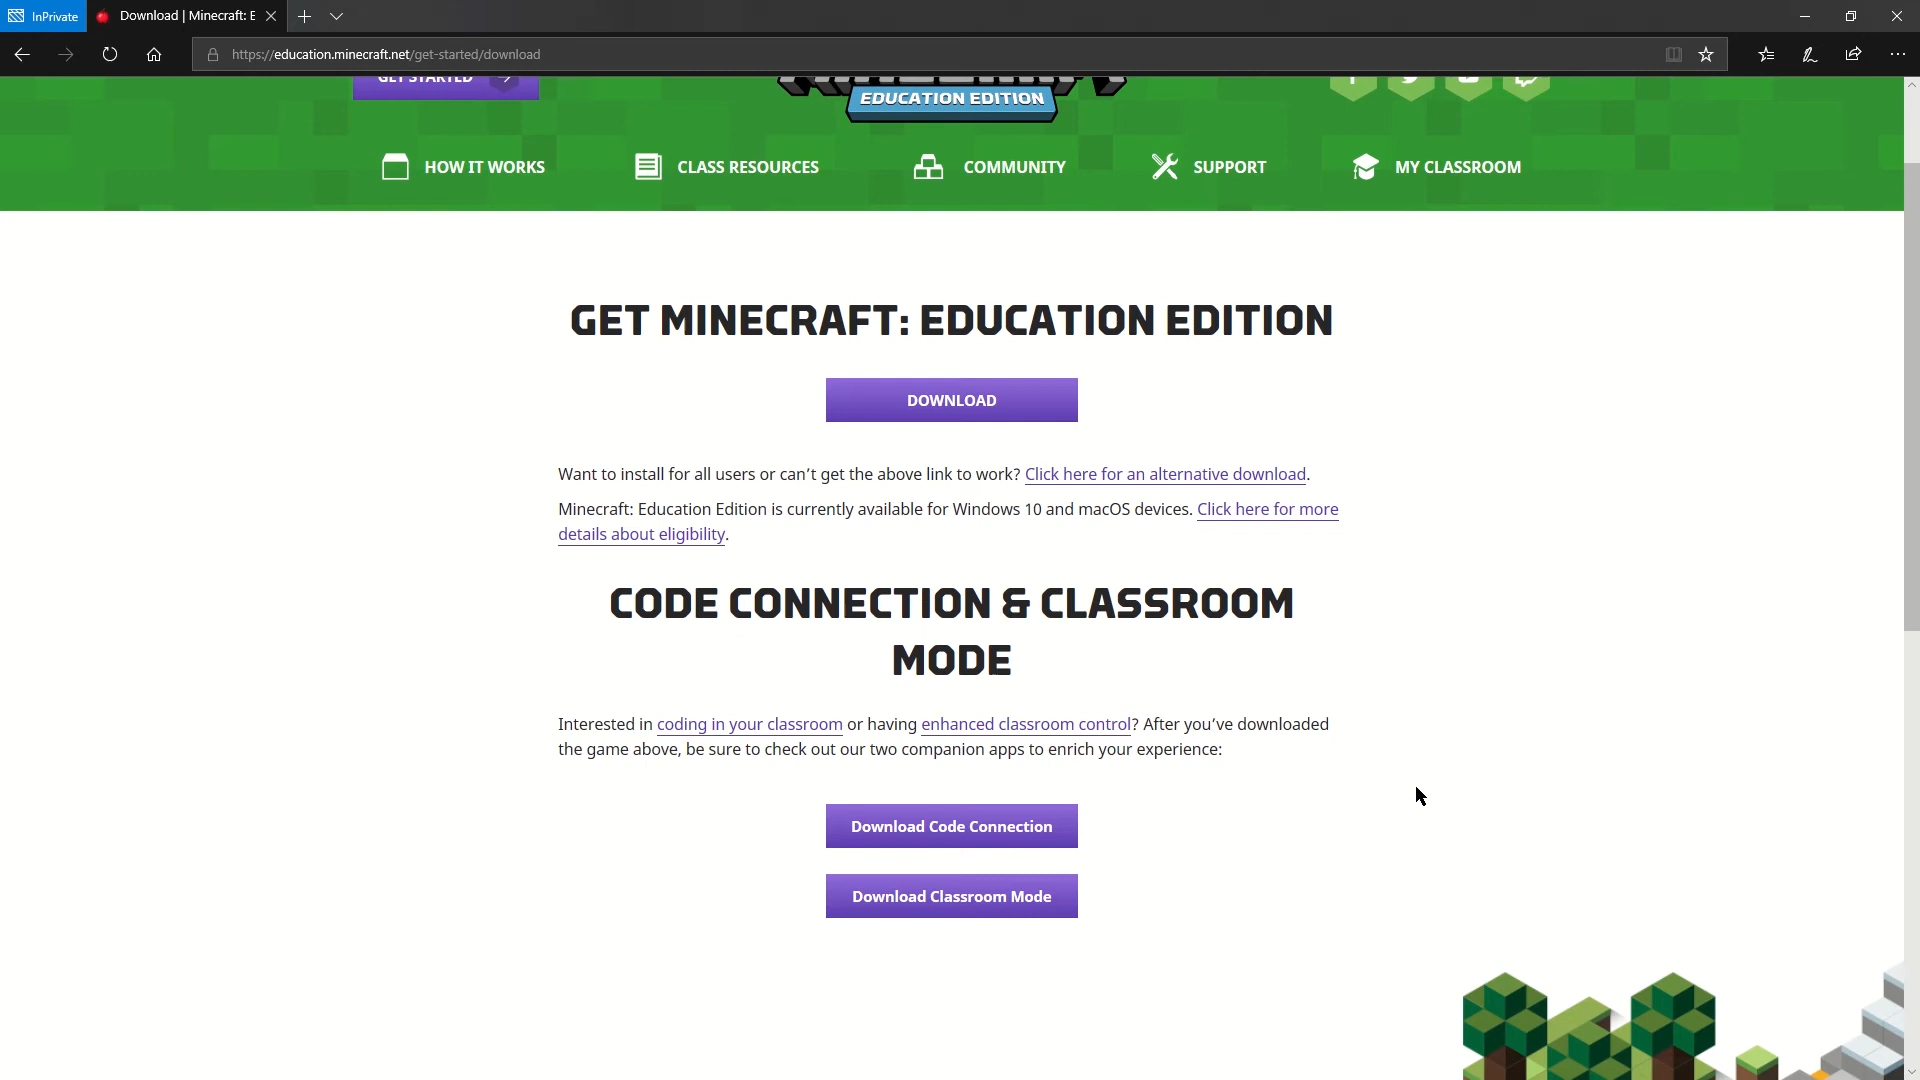 InPrivate
Download | Minecraft: E
https://education.minecraft.net/get-started/download
GET STARTED
EDUCATION EDITION
HOW IT WORKS
CLASS RESOURCES
COMMUNITY
SUPPORT
MY CLASSROOM
GET MINECRAFT: EDUCATION EDITION
DOWNLOAD
Want to install for all users or can't get the above link to work? Click here for an alternative download.
Minecraft: Education Edition is currently available for Windows 10 and macOS devices. Click here for more
details about eligibility.
CODE CONNECTION & CLASSROOM
MODE
Interested in coding in your classroom or having enhanced classroom control? After you've downloaded
the game above, be sure to check out our two companion apps to enrich your experience:
Download Code Connection
Download Classroom Mode